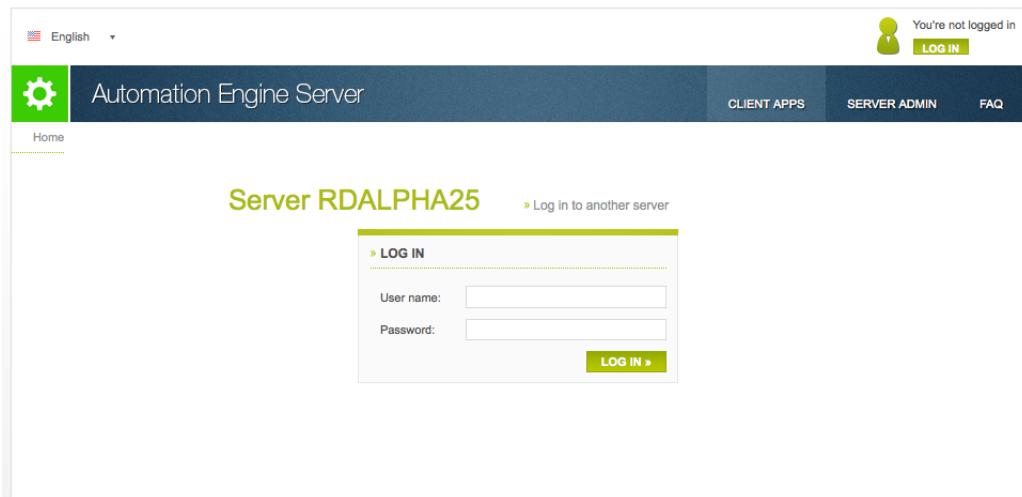 English
You're not logged in
LOG IN
Automation Engine Server
CLIENT APPS
SERVER ADMIN
FAQ
Home
Server RDALPHA25
» Log in to another server
» LOG IN
User name:
Password:
LOG IN »